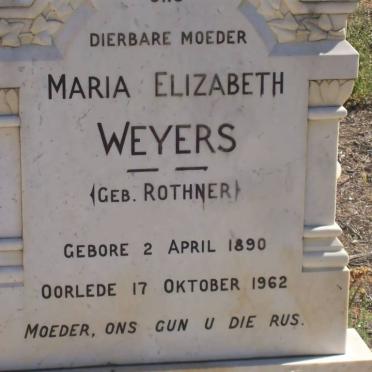 ONS
DIERBARE MOEDER
MARIA ELIZABETH
WEYERS
(GEB. ROTHNER)
GEBORE 2 APRIL 1890
OORLEDE 17 OKTOBER 1962
MOEDER, ONS GUN U DIE RUS.